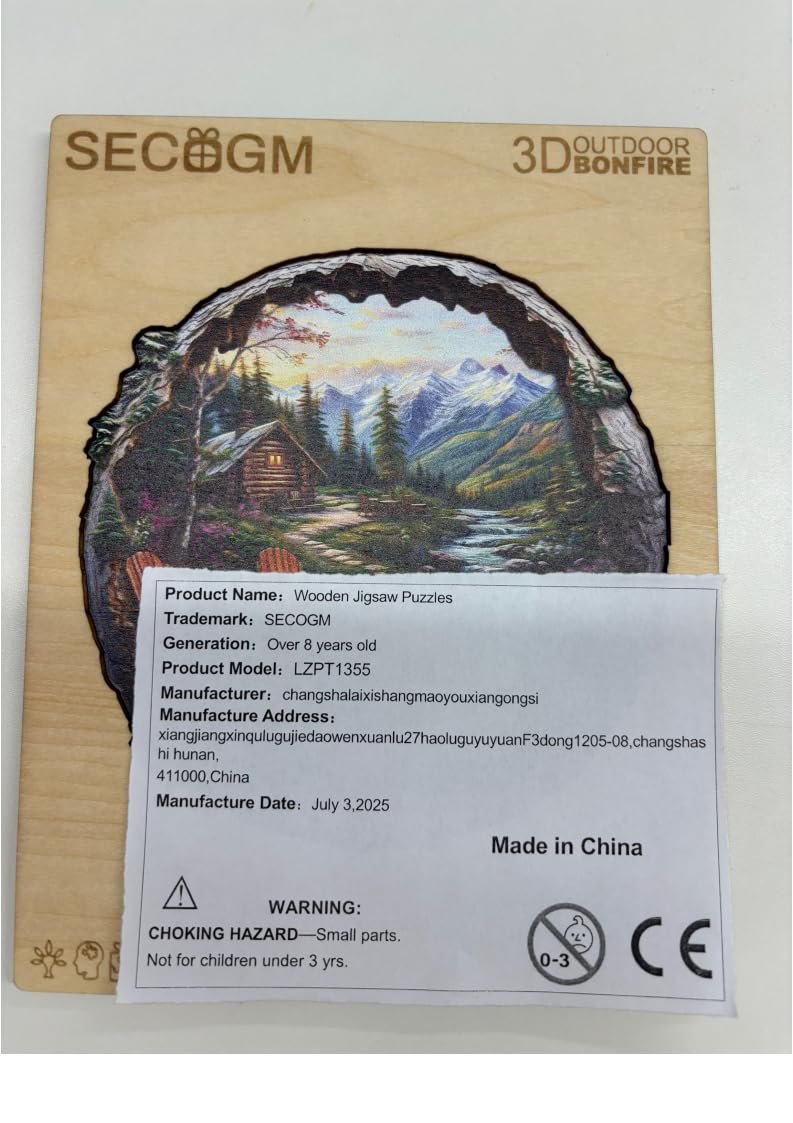 SECOGM
3D OUTDOOR
BONFIRE
Product Name： Wooden Jigsaw Puzzles
Trademark： SECOGM
Generation： Over 8 years old
Product Model： LZPT1355
Manufacturer： changshalaixishangmaoyouxiangongsi
Manufacture Address：
xiangjiangxinqulugujiedaowenxuanlu27haoluguyuyuanF3dong1205-08,changshas
hi hunan,
411000,China
Manufacture Date： July 3,2025
Made in China
WARNING:
CHOKING HAZARD—Small parts.
Not for children under 3 yrs.
0-3
CE